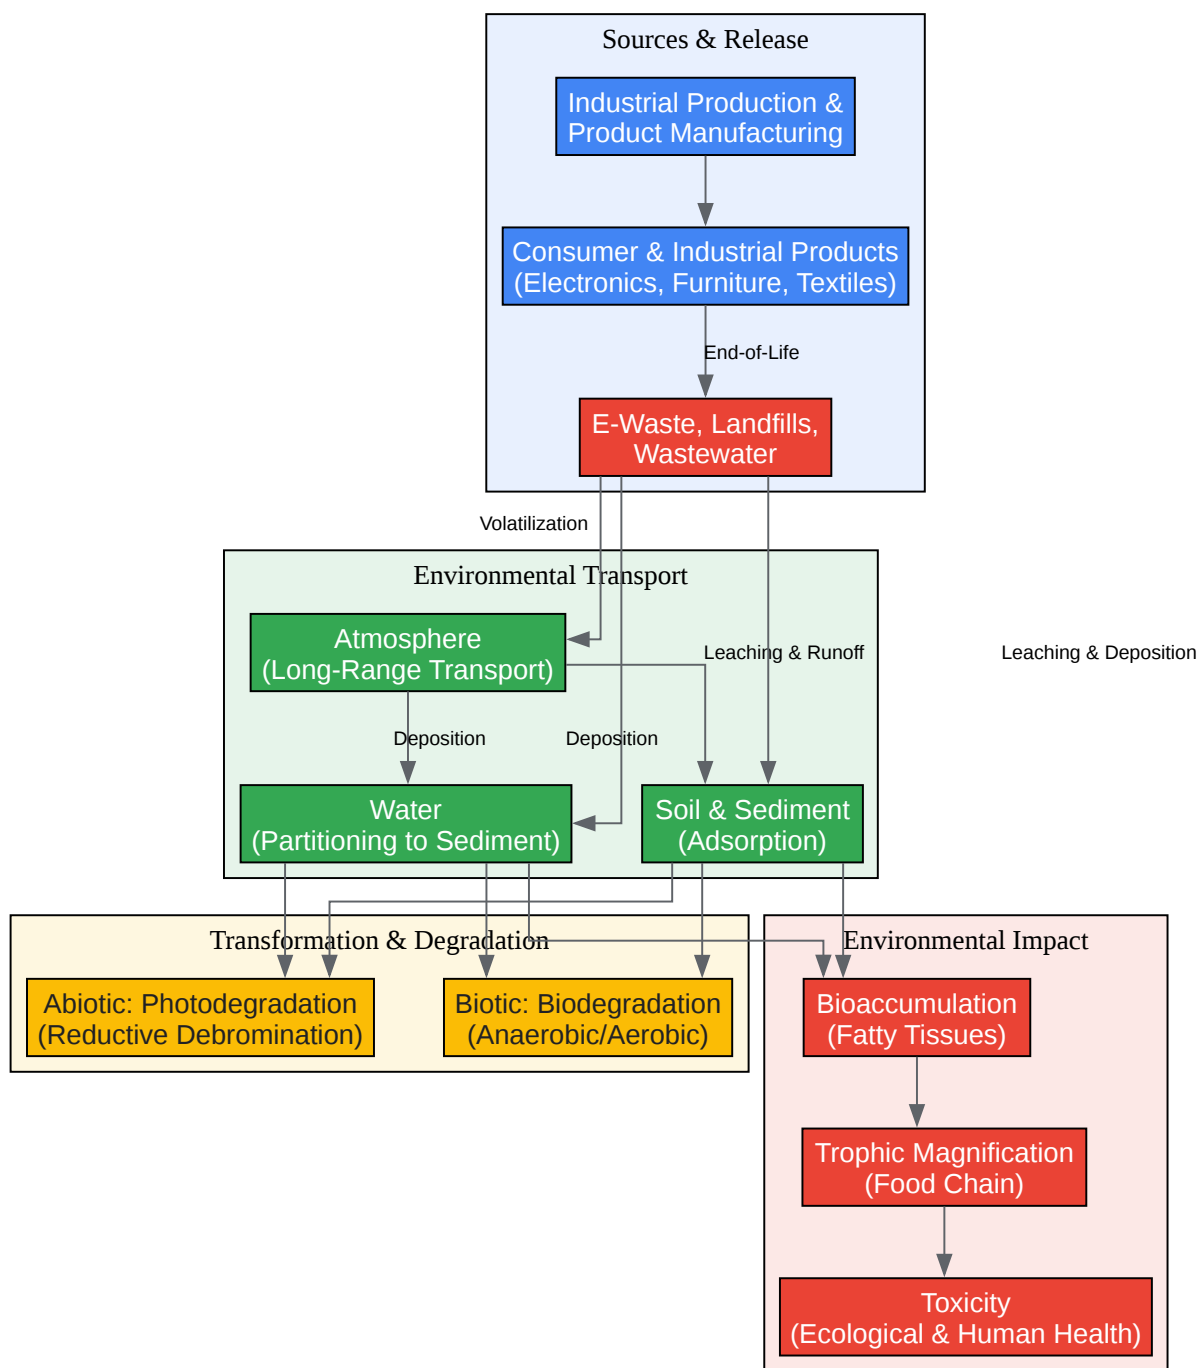 Sources & Release
Industrial Production &
Product Manufacturing
Consumer & Industrial Products
(Electronics, Furniture, Textiles)
End-of-Life
E-Waste, Landfills,
Wastewater
Volatilization
Environmental Transport
Atmosphere
(Long-Range Transport)
Leaching & Runoff
Leaching & Deposition
Deposition
Deposition
Water
(Partitioning to Sediment)
Soil & Sediment
(Adsorption)
Transformation & Degradation
Abiotic: Photodegradation
(Reductive Debromination)
Biotic: Biodegradation
(Anaerobic/Aerobic)
Environmental Impact
Bioaccumulation
(Fatty Tissues)
Trophic Magnification
(Food Chain)
Toxicity
(Ecological & Human Health)